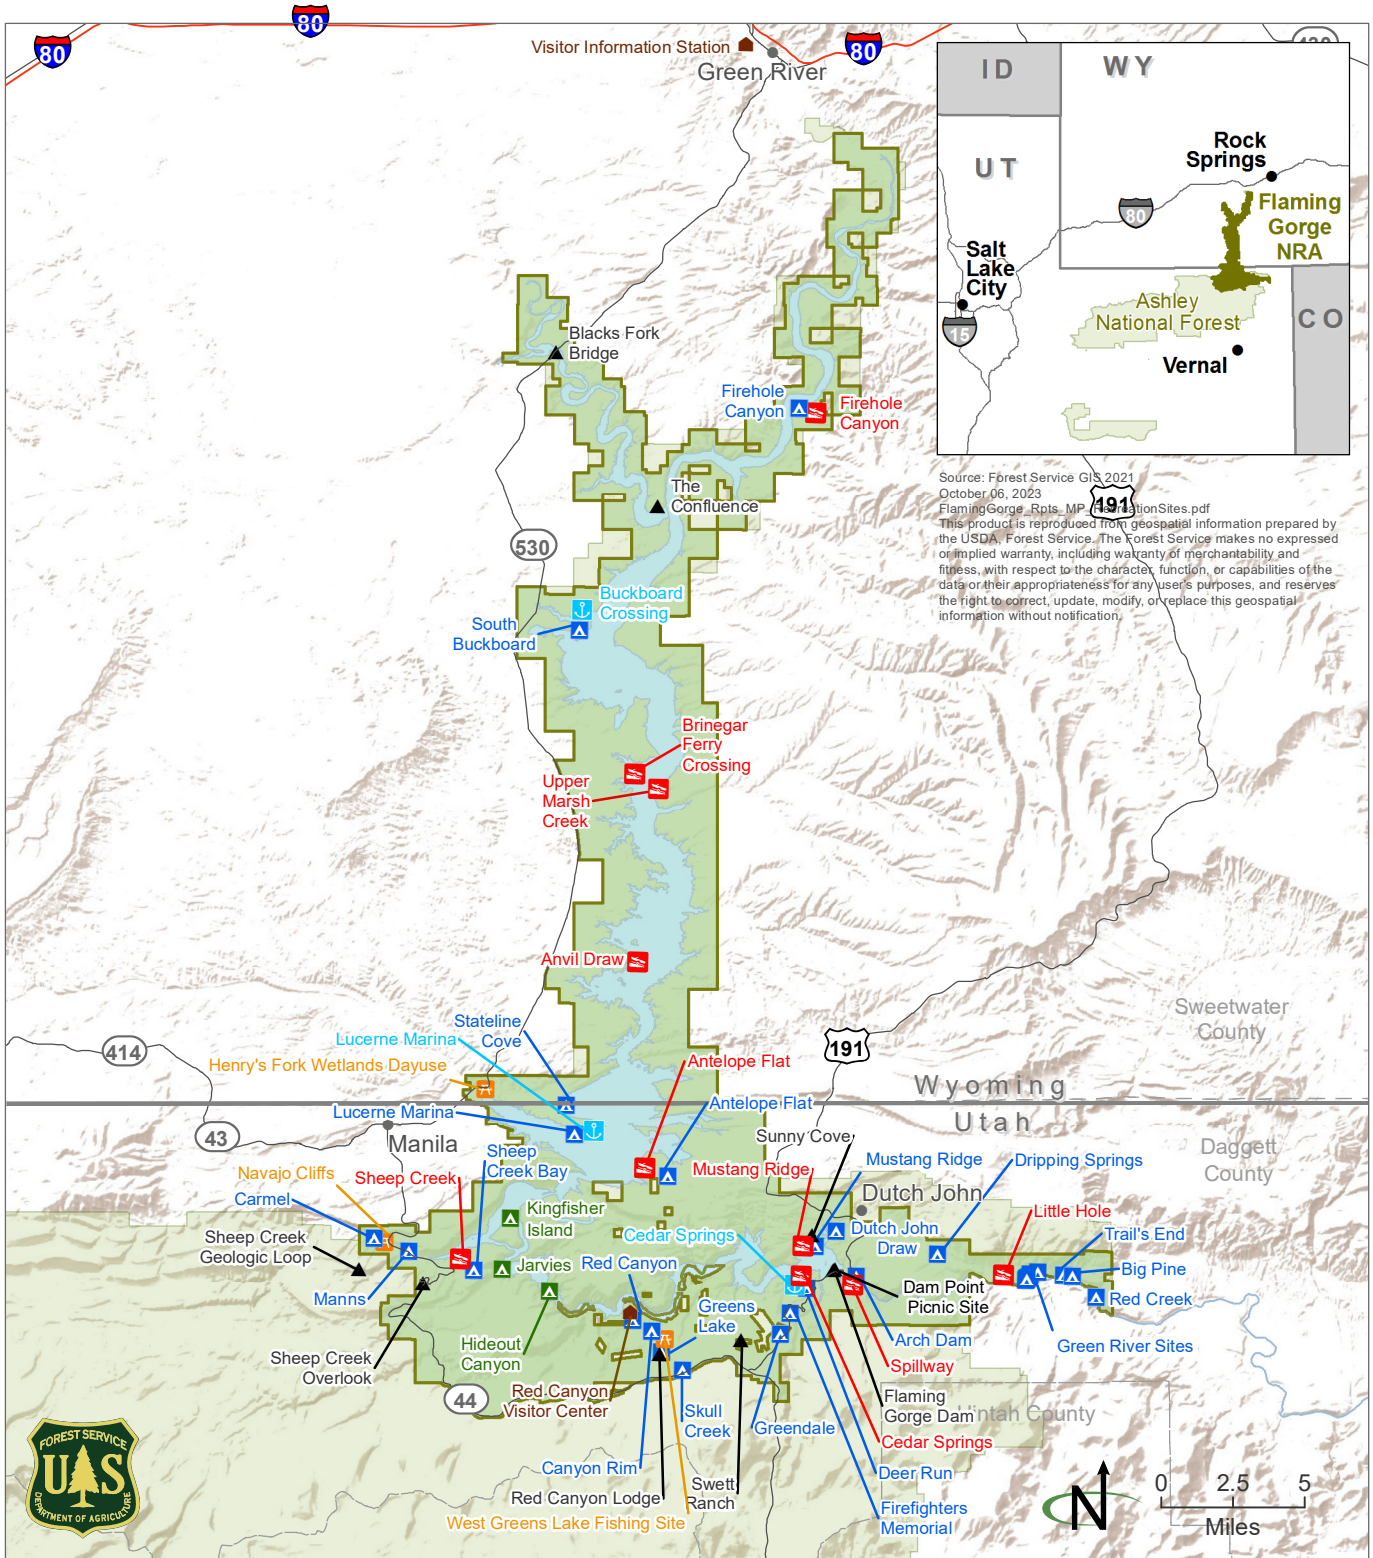 80
80
Visitor Information Station
80
Green River
430
ID
WY
UT
Rock
Springs
80
Flaming
Gorge
NRA
Salt
Lake
City
15
Ashley
National Forest
CO
Vernal
Blacks Fork
Bridge
Firehole
Canyon
Firehole
Canyon
The
Confluence
Source: Forest Service GIS 2021
October 06, 2023
FlamingGorge_Rpts_MP_RecreationSites.pdf
This product is reproduced from geospatial information prepared by
the USDA, Forest Service. The Forest Service makes no expressed
or implied warranty, including warranty of merchantability and
fitness, with respect to the character, function, or capabilities of the
data or their appropriateness for any user's purposes, and reserves
the right to correct, update, modify, or replace this geospatial
information without notification.
191
530
Buckboard
Crossing
South
Buckboard
Brinegar
Ferry
Crossing
Upper
Marsh
Creek
Anvil Draw
Sweetwater
County
Stateline
Cove
Lucerne Marina
414
191
Henry's Fork Wetlands Dayuse
Antelope Flat
Wyoming
Utah
Lucerne Marina
Antelope Flat
43
Manila
Sunny Cove
Daggett
County
Sheep
Creek Bay
Navajo Cliffs
Sheep Creek
Carmel
Mustang Ridge
Mustang Ridge
Dripping Springs
Dutch John
Kingfisher
Island
Little Hole
Sheep Creek
Geologic Loop
Cedar Springs
Dutch John
Draw
Trail's End
Jarvies
Red Canyon
Big Pine
Manns
Dam Point
Picnic Site
Red Creek
Greens
Lake
Hideout
Canyon
Arch Dam
Green River Sites
Sheep Creek
Overlook
Spillway
44
Red Canyon
Visitor Center
Flaming
Gorge Dam
Uintah County
Skull
Creek
Greendale
Cedar Springs
Canyon Rim
Deer Run
Red Canyon Lodge
Swett
Ranch
West Greens Lake Fishing Site
Firefighters
Memorial
FOREST SERVICE
UAS
DEPARTMENT OF AGRICULTURE
N
0 2.5 5
Miles